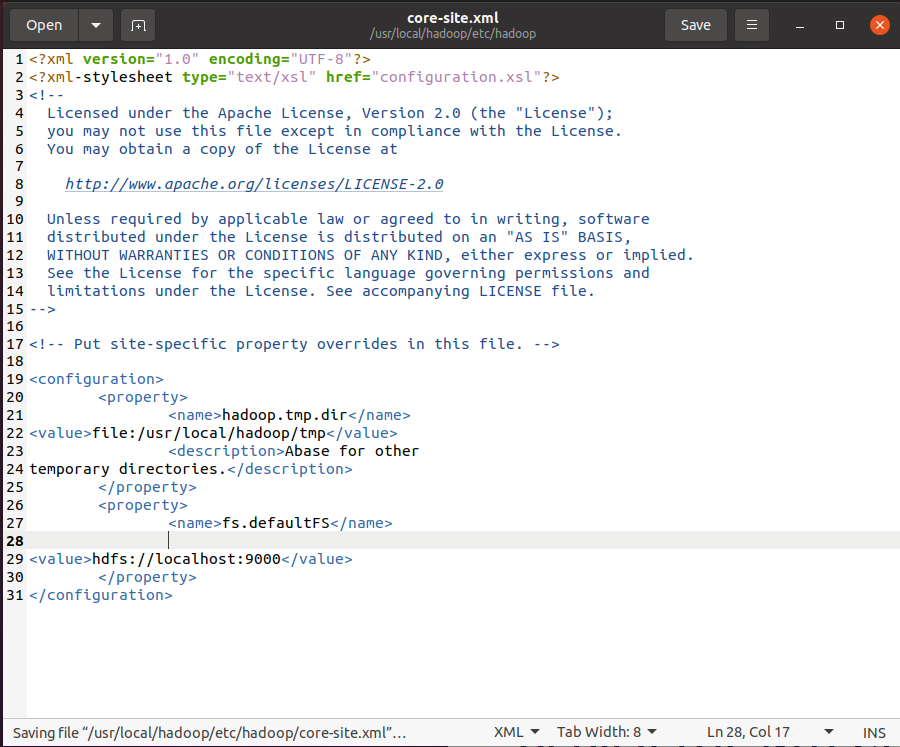 Open
core-site.xml
/usr/local/hadoop/etc/hadoop
Save
1 <?xml version="1.0" encoding="UTF-8"?>
2 <?xml-stylesheet type="text/xsl" href="configuration.xsl"?>
3 <!--
4   Licensed under the Apache License, Version 2.0 (the "License");
5   you may not use this file except in compliance with the License.
6   You may obtain a copy of the License at
7
8     http://www.apache.org/licenses/LICENSE-2.0
9
10   Unless required by applicable law or agreed to in writing, software
11   distributed under the License is distributed on an "AS IS" BASIS,
12   WITHOUT WARRANTIES OR CONDITIONS OF ANY KIND, either express or implied.
13   See the License for the specific language governing permissions and
14   limitations under the License. See accompanying LICENSE file.
15 -->
16
17 <!-- Put site-specific property overrides in this file. -->
18
19 <configuration>
20         <property>
21                 <name>hadoop.tmp.dir</name>
22 <value>file:/usr/local/hadoop/tmp</value>
23                 <description>Abase for other
24 temporary directories.</description>
25         </property>
26         <property>
27                 <name>fs.defaultFS</name>
28
29 <value>hdfs://localhost:9000</value>
30         </property>
31 </configuration>
Saving file “/usr/local/hadoop/etc/hadoop/core-site.xml”…
XML
Tab Width: 8
Ln 28, Col 17
INS